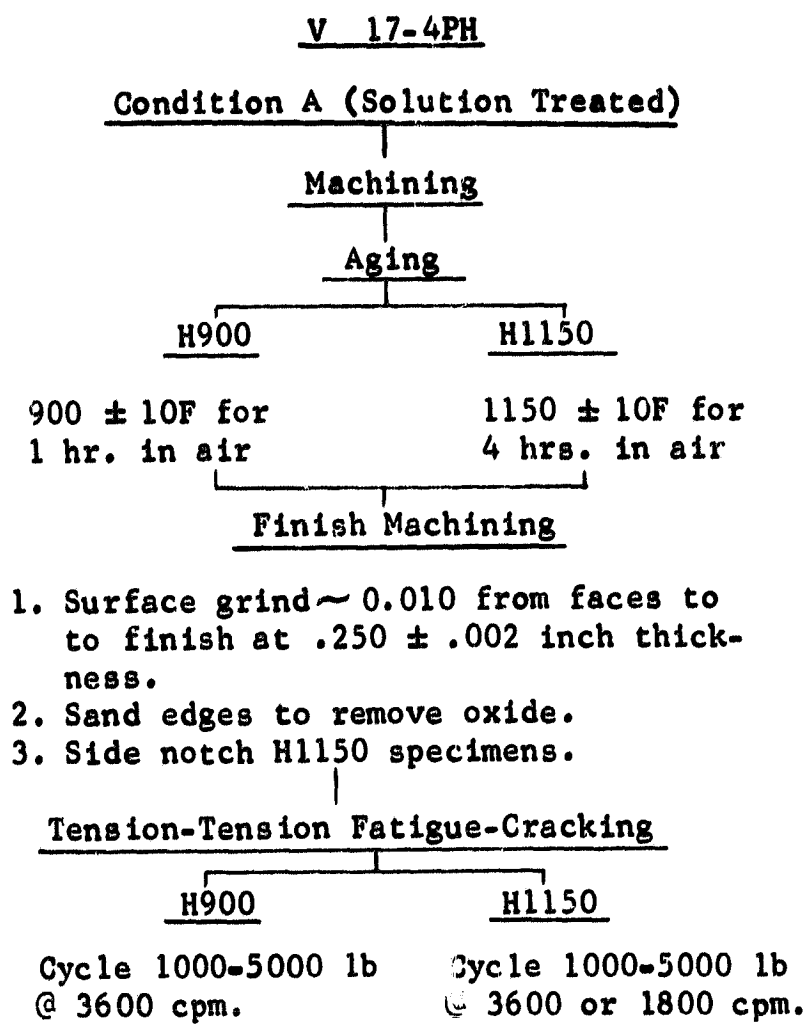 V 17-4PH
Condition A (Solution Treated)
Machining
Aging
H900
H1150
900 ± 10F for
1 hr. in air
1150 ± 10F for
4 hrs. in air
Finish Machining
1. Surface grind ~ 0.010 from faces to
to finish at .250 ± .002 inch thick-
ness.
2. Sand edges to remove oxide.
3. Side notch H1150 specimens.
Tension-Tension Fatigue-Cracking
H900
H1150
Cycle 1000-5000 lb
@ 3600 cpm.
Cycle 1000-5000 lb
@ 3600 or 1800 cpm.